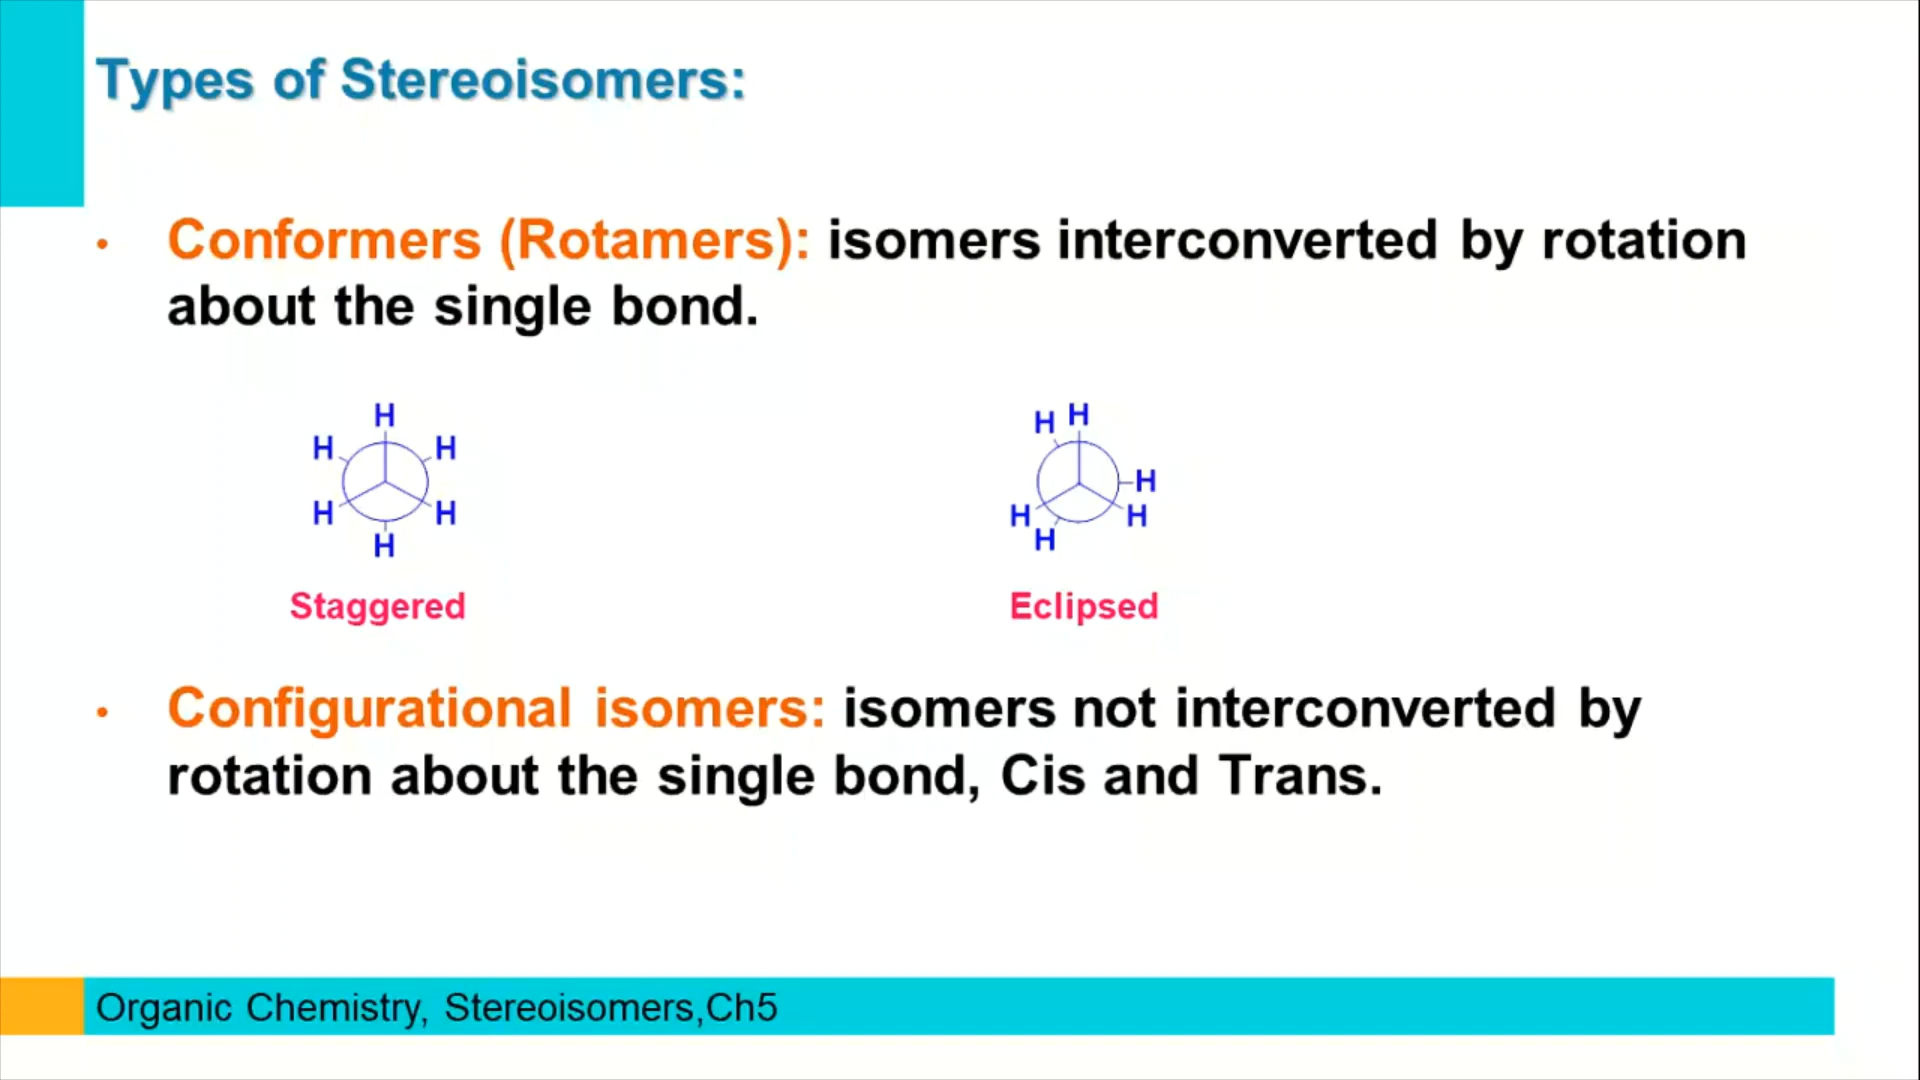 Types of Stereoisomers:
• Conformers (Rotamers): isomers interconverted by rotation
about the single bond.
H
H H
H H
H
H H
H
H H
H
Staggered Eclipsed
• Configurational isomers: isomers not interconverted by
rotation about the single bond, Cis and Trans.
Organic Chemistry, Stereoisomers,Ch5